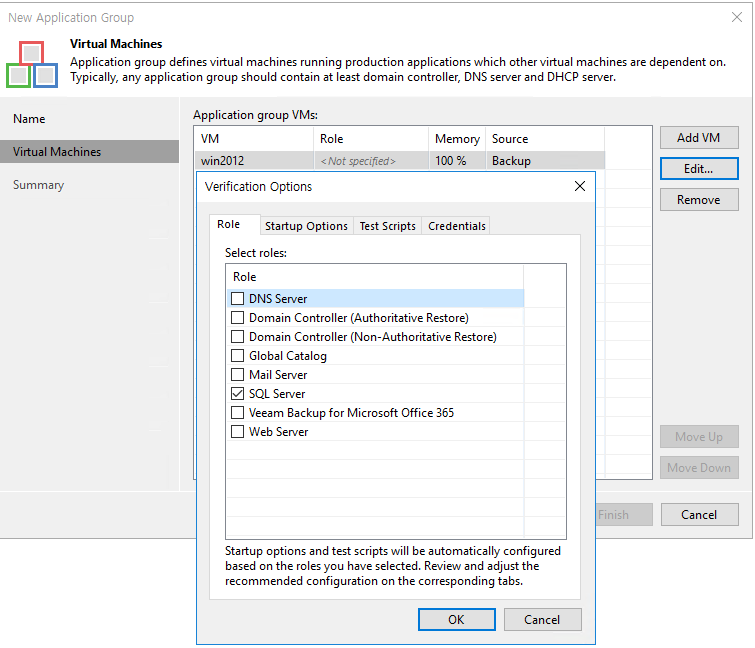 New Application Group
Virtual Machines
Application group defines virtual machines running production applications which other virtual machines are dependent on.
Typically, any application group should contain at least domain controller, DNS server and DHCP server.
Name
Virtual Machines
Summary
Application group VMs:
VM Role Memory Source
win2012 <Not specified> 100 % Backup
Add VM
Edit...
Remove
Move Up
Move Down
Finish
Cancel
Verification Options
Role Startup Options Test Scripts Credentials
Select roles:
Role
DNS Server
Domain Controller (Authoritative Restore)
Domain Controller (Non-Authoritative Restore)
Global Catalog
Mail Server
SQL Server
Veeam Backup for Microsoft Office 365
Web Server
Startup options and test scripts will be automatically configured
based on the roles you have selected. Review and adjust the
recommended configuration on the corresponding tabs.
OK
Cancel